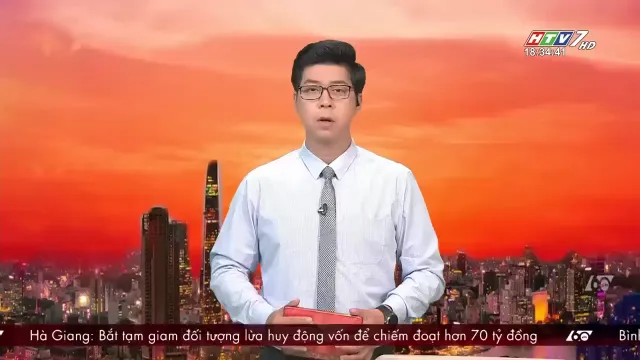 HTV7 HD
18:34:41
Hà Giang: Bắt tạm giam đối tượng lừa huy động vốn để chiếm đoạt hơn 70 tỷ đồng
60